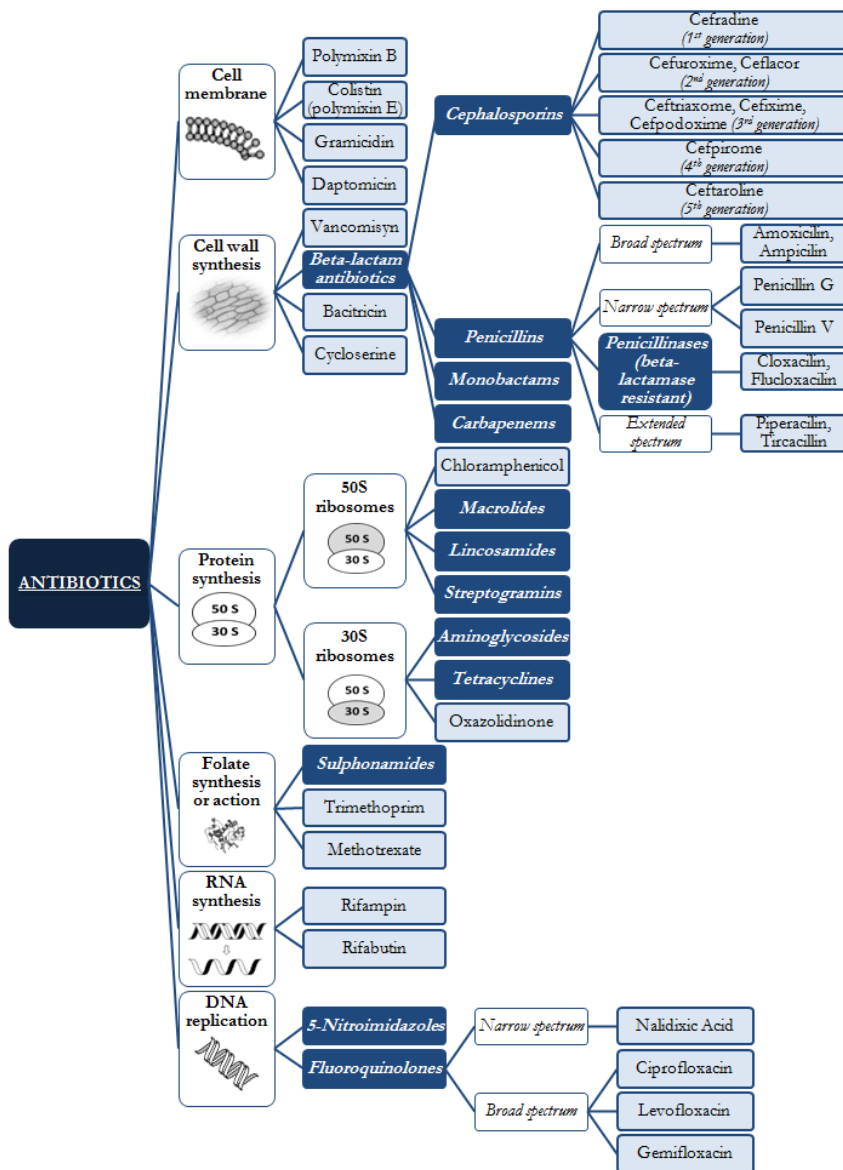 ANTIBIOTICS
Cell
membrane
Polymixin B
Colistin
(polymixin E)
Gramicidin
Daptomicin
Cell wall
synthesis
Vancomisyn
Beta-lactam
antibiotics
Bacitricin
Cycloserine
Cephalosporins
Cefradine
(1st generation)
Cefuroxime, Ceflacor
(2nd generation)
Ceftriaxome, Cefixime,
Cefpodoxime (3rd generation)
Cefpirome
(4th generation)
Ceftaroline
(5th generation)
Penicillins
Broad spectrum
Amoxicilin,
Ampicilin
Narrow spectrum
Penicillin G
Penicillin V
Penicillinases
(beta-
lactamase
resistant)
Cloxacilin,
Flucloxacilin
Extended
spectrum
Piperacilin,
Tircacillin
Monobactams
Carbapenems
Protein
synthesis
50 S
30 S
50S
ribosomes
50 S
30 S
Chloramphenicol
Macrolides
Lincosamides
Streptogramins
30S
ribosomes
50 S
30 S
Aminoglycosides
Tetracyclines
Oxazolidinone
Folate
synthesis
or action
Sulphonamides
Trimethoprim
Methotrexate
RNA
synthesis
Rifampin
Rifabutin
DNA
replication
5-Nitroimidazoles
Fluoroquinolones
Narrow spectrum
Nalidixic Acid
Broad spectrum
Ciprofloxacin
Levofloxacin
Gemifloxacin